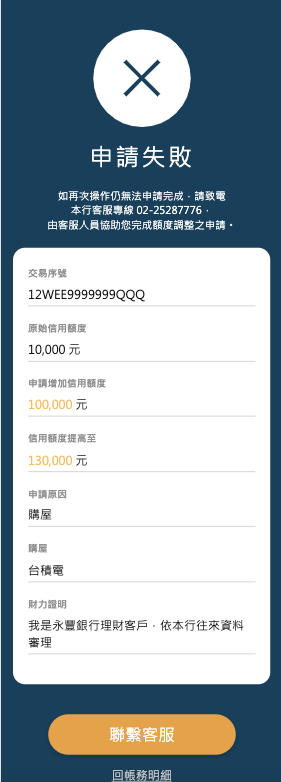 申請失敗
如再次操作仍無法申請完成，請致電
本行客服專線 02-25287776，
由客服人員協助您完成額度調整之申請。
交易序號
12WEE9999999QQQ
原始信用額度
10,000 元
申請增加信用額度
100,000 元
信用額度提高至
130,000 元
申請原因
購屋
購屋
台積電
財力證明
我是永豐銀行理財客戶，依本行往來資料
審理
聯繫客服
回帳務明細